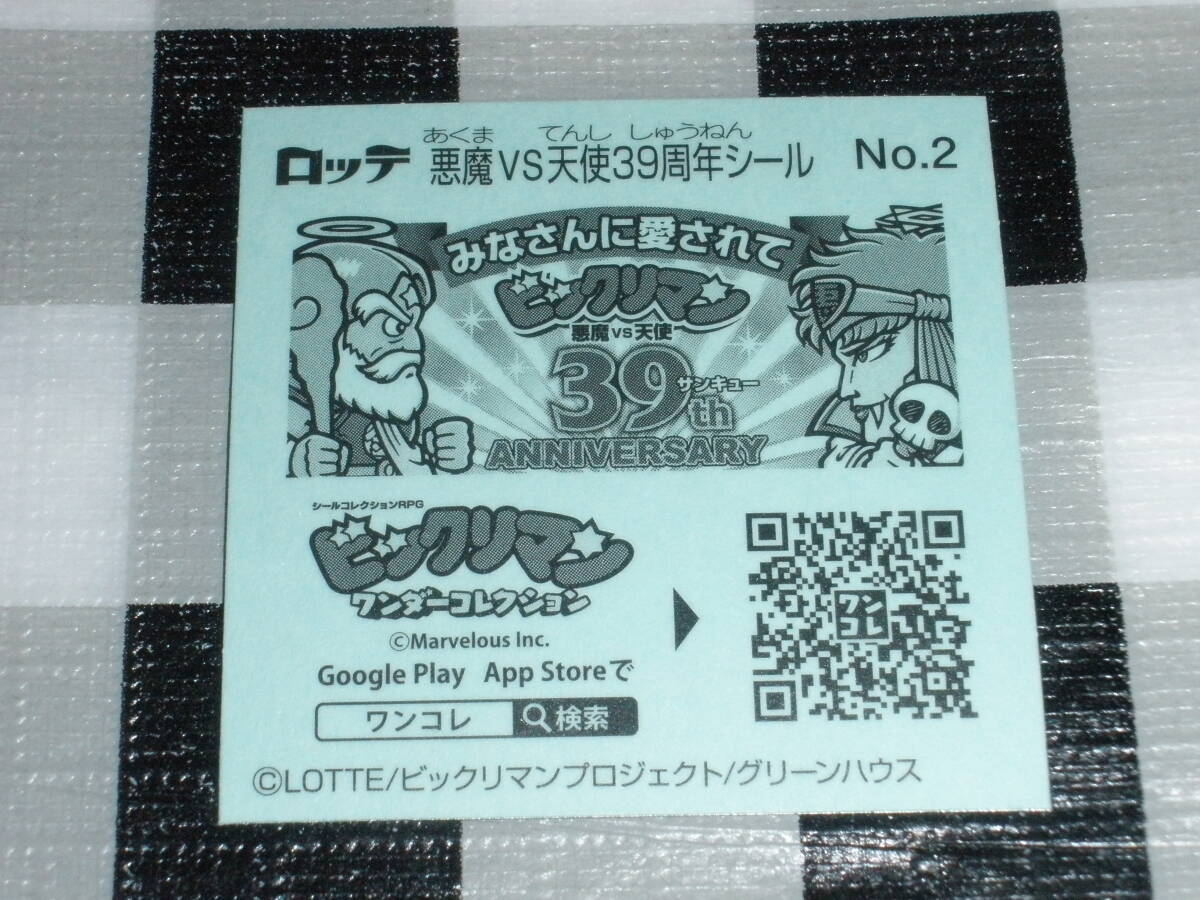 あくま てんし しゅうねん
ロッテ 悪魔VS天使39周年シール No.2
みなさんに愛されて
ビックリマン
悪魔VS天使
39th サンキュー
ANNIVERSARY
シールコレクションRPG
ビックリマン
ワンダーコレクション
©Marvelous Inc.
Google Play App Storeで
ワンコレ 検索
ワン
コレ
©LOTTE/ビックリマンプロジェクト/グリーンハウス